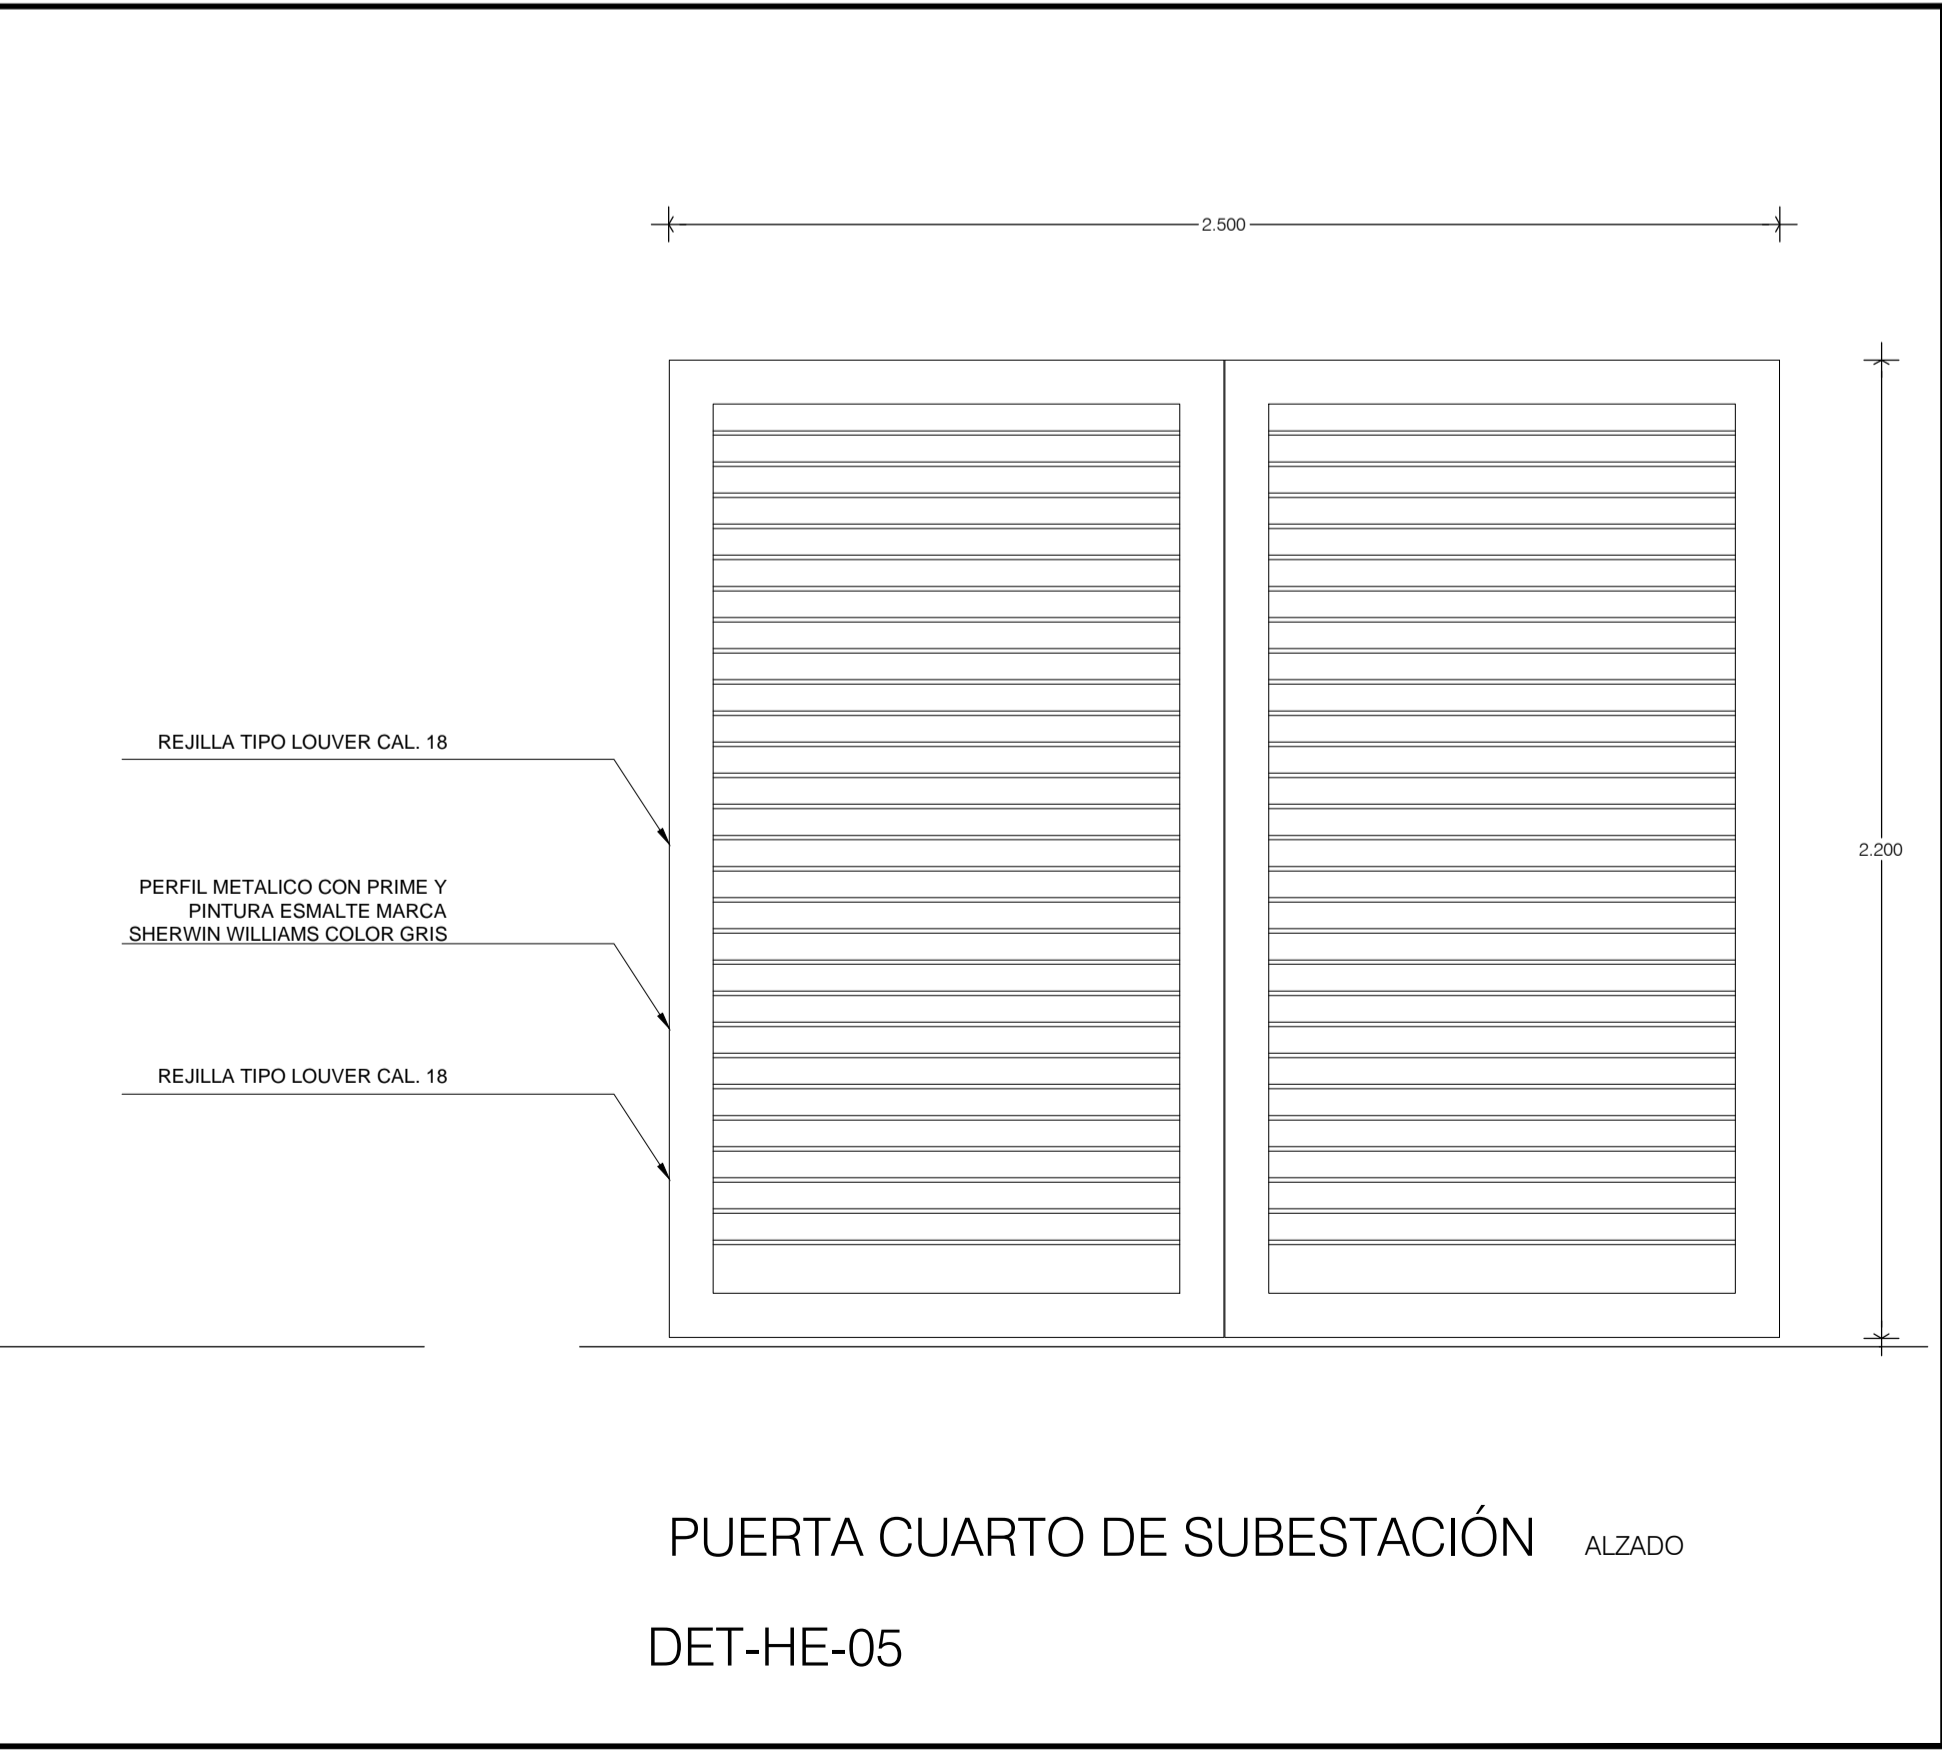 2.500
REJILLA TIPO LOUVER CAL. 18
2.200
PERFIL METALICO CON PRIME Y
PINTURA ESMALTE MARCA
SHERWIN WILLIAMS COLOR GRIS
REJILLA TIPO LOUVER CAL. 18
PUERTA CUARTO DE SUBESTACIÓN ALZADO
DET-HE-05